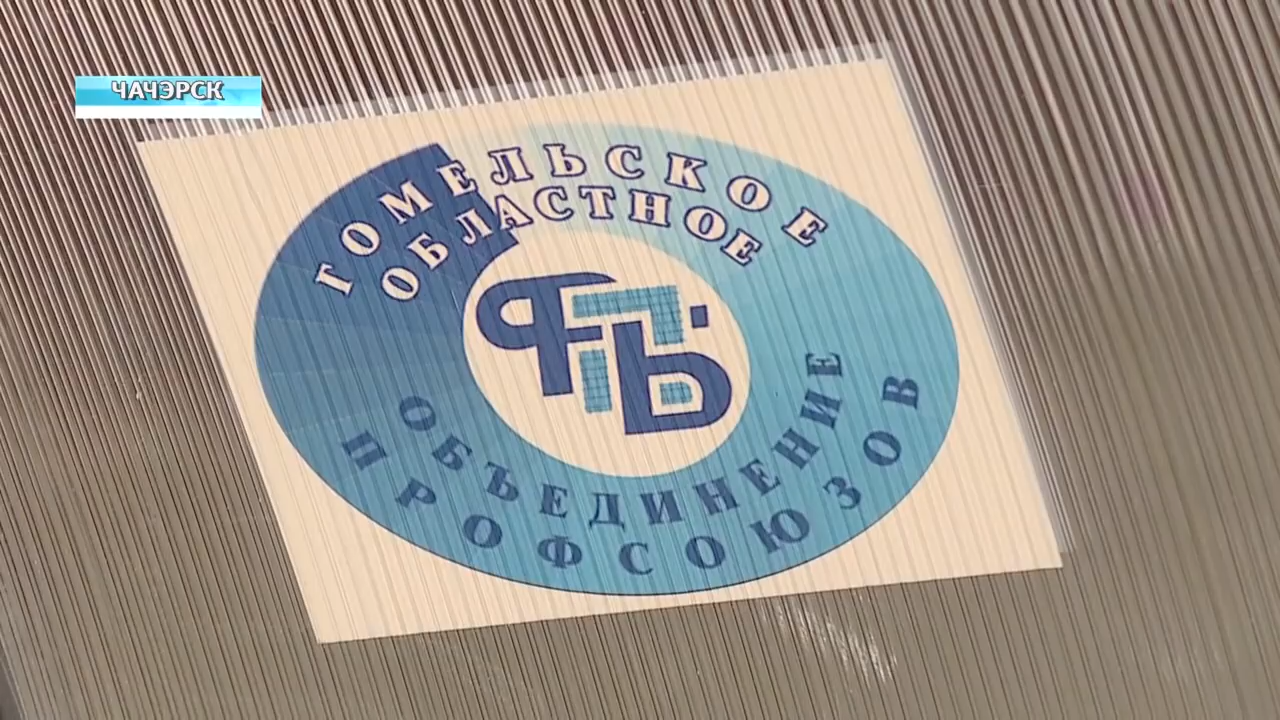 ЧАЧЭРСК
ГОМЕЛЬСКОЕ
ОБЛАСТНОЕ
ФПБ
ОБЪЕДИНЕНИЕ
ПРОФСОЮЗОВ